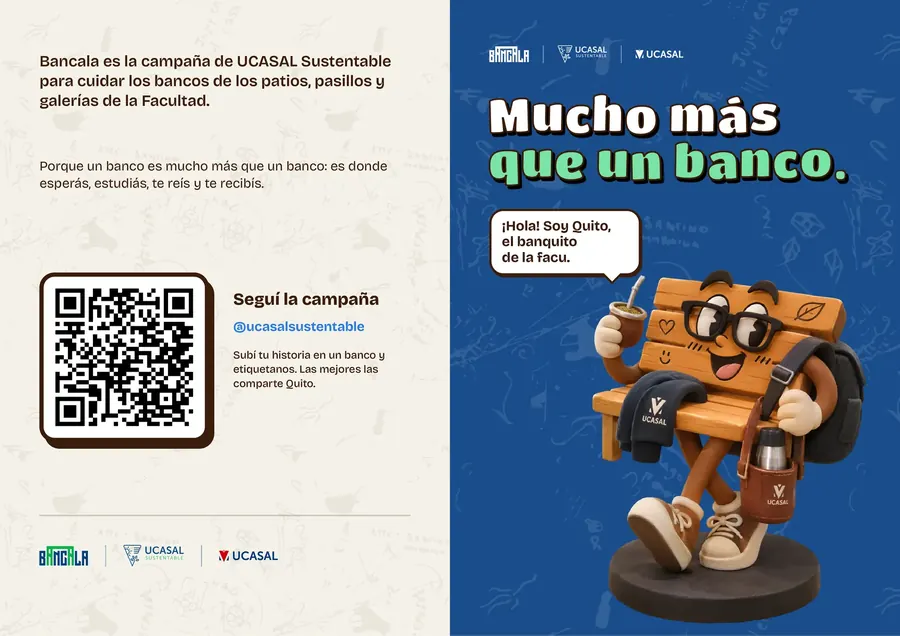 Bancala es la campaña de UCASAL Sustentable
para cuidar los bancos de los patios, pasillos y
galerías de la Facultad.
Porque un banco es mucho más que un banco: es donde
esperás, estudiás, te reís y te recibís.
Seguí la campaña
@ucasalsustentable
Subí tu historia en un banco y
etiquetanos. Las mejores las
comparte Quito.
BANCALA
UCASAL
SUSTENTABLE
UCASAL
BANCALA
UCASAL
SUSTENTABLE
UCASAL
Mucho más
que un banco.
¡Hola! Soy Quito,
el banquito
de la facu.
UCASAL
UCASAL